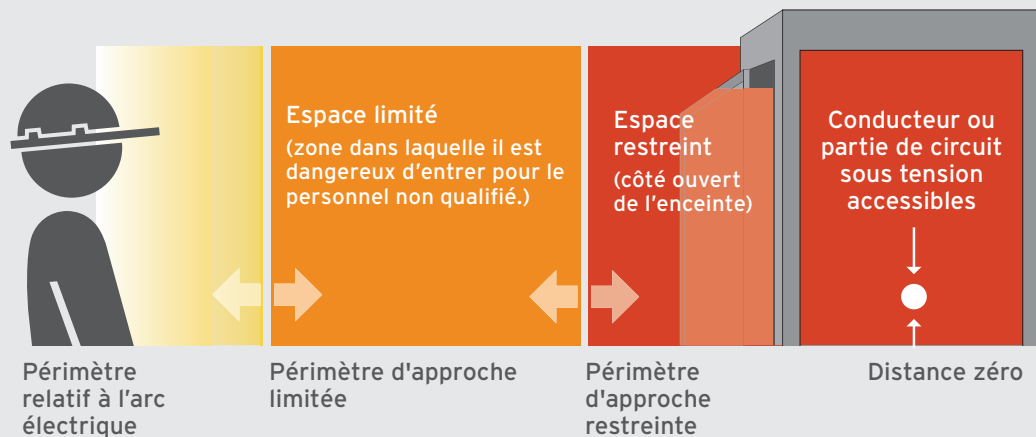 Espace limité
(zone dans laquelle il est
dangereux d'entrer pour le
personnel non qualifié.)
Espace
restreint
(côté ouvert
de l'enceinte)
Conducteur ou
partie de circuit
sous tension
accessibles
Périmètre
relatif à l'arc
électrique
Périmètre d'approche
limitée
Périmètre
d'approche
restreinte
Distance zéro